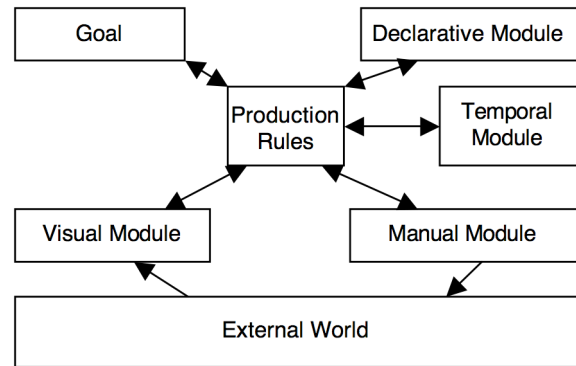 Goal
Declarative Module
Production
Rules
Temporal
Module
Visual Module
Manual Module
External World